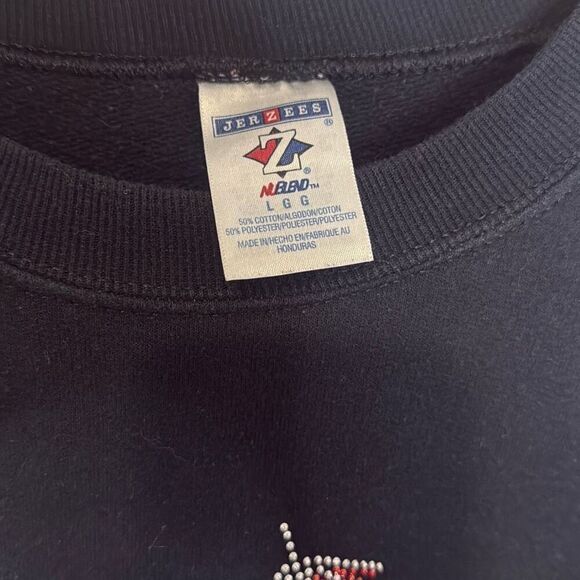 JERZEES ®
Z ®
NUBLEND™
L G G
50% COTTON/ALGODON/COTON
50% POLYESTER/POLIESTER/POLYESTER
MADE IN/HECHO EN/FABRIQUE AU
HONDURAS